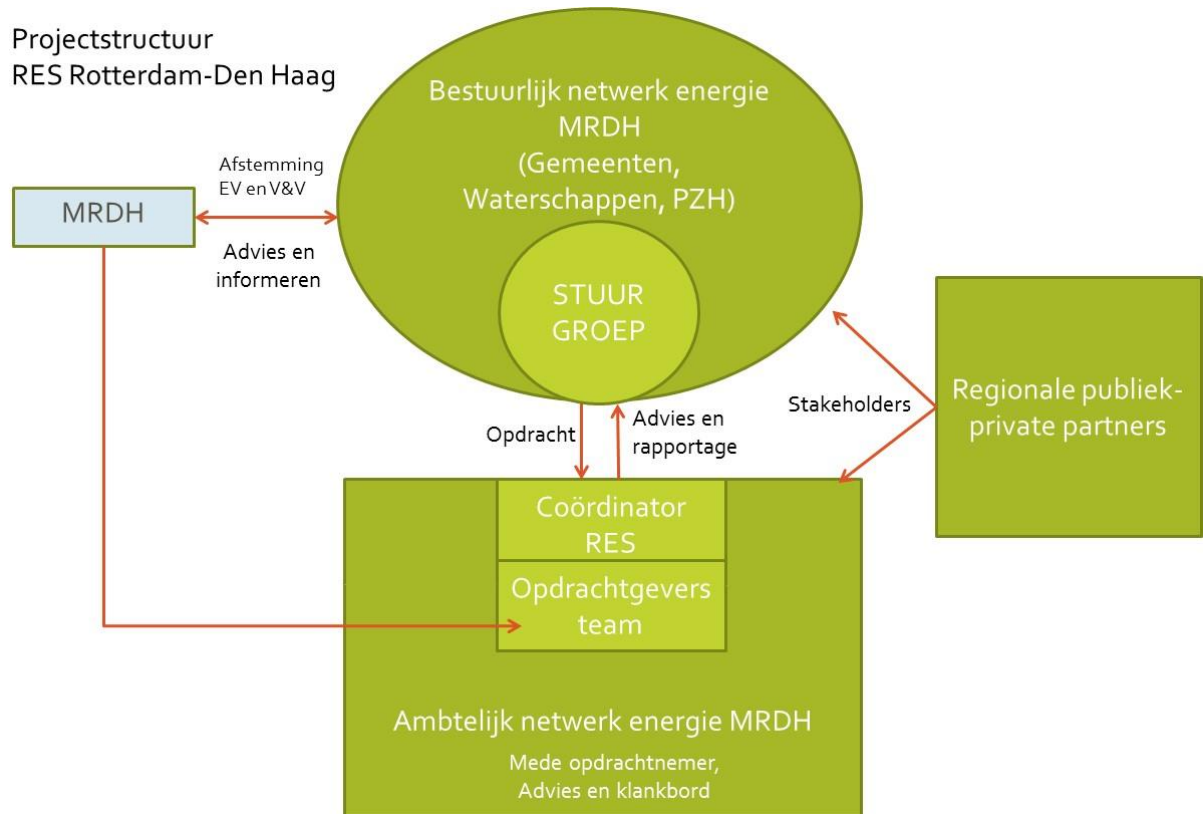 Projectstructuur
RES Rotterdam-Den Haag
Bestuurlijk netwerk energie
MRDH
(Gemeenten,
Waterschappen, PZH)
Afstemming
EV en V&V
MRDH
Advies en
informeren
STUUR
GROEP
Regionale publiek-
private partners
Stakeholders
Opdracht
Advies en
rapportage
Coördinator
RES
Opdrachtgevers
team
Ambtelijk netwerk energie MRDH
Mede opdrachtnemer,
Advies en klankbord